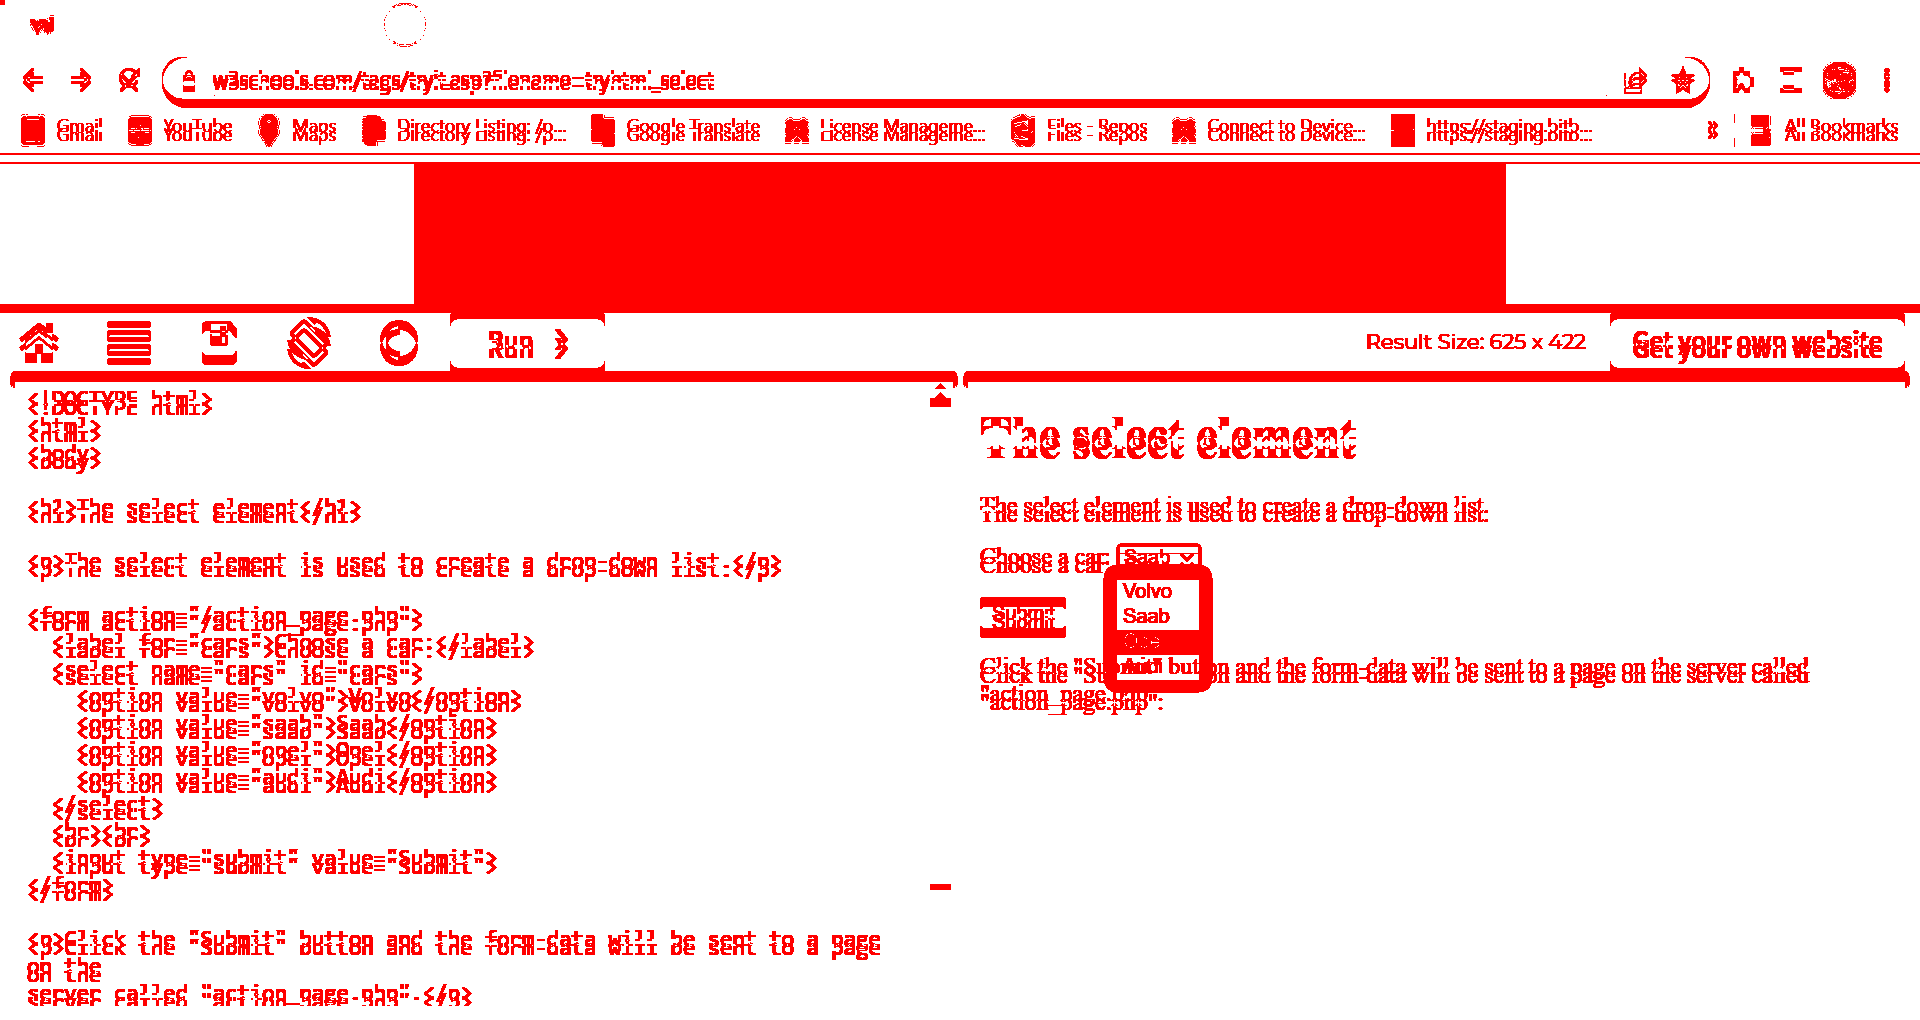 w3schools.com/tags/tryit.asp?filename=tryhtml_select
Gmail YouTube Maps Directory Listing: /p... Google Translate License Manageme... Files - Repos Connect to Device... https://staging.bitb... All Bookmarks
Run Result Size: 625 x 422 Get your own website
<!DOCTYPE html>
<html>
<body>
<h1>The select element</h1>
<p>The select element is used to create a drop-down list.</p>
<form action="/action_page.php">
<label for="cars">Choose a car:</label>
<select name="cars" id="cars">
<option value="volvo">Volvo</option>
<option value="saab">Saab</option>
<option value="opel">Opel</option>
<option value="audi">Audi</option>
</select>
<br><br>
<input type="submit" value="Submit">
</form>
<p>Click the "Submit" button and the form-data will be sent to a page
on the
server called "action_page.php".</p>
The select element
The select element is used to create a drop-down list.
Choose a car: Saab
Volvo
Saab
Opel
Audi
Submit
Click the "Submit" button and the form-data will be sent to a page on the server called
"action_page.php".